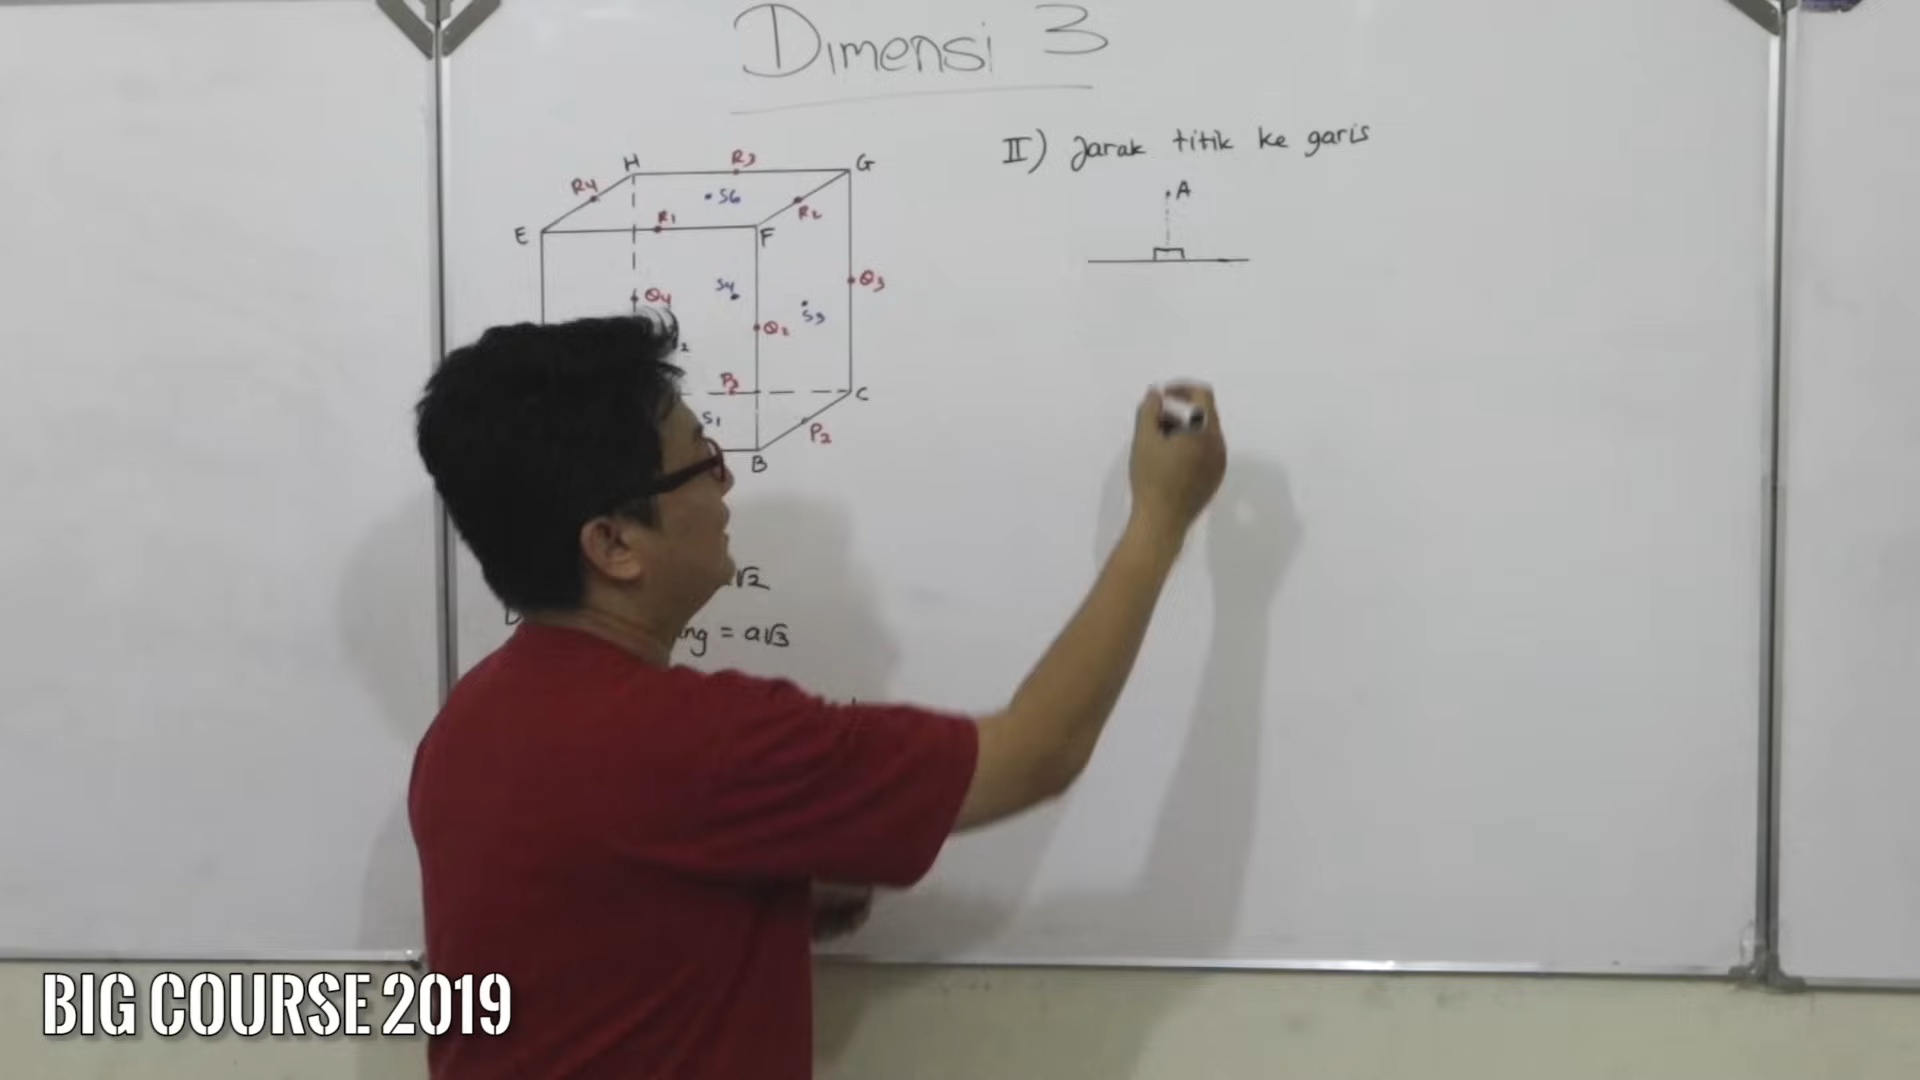 Dimensi 3
II) Jarak titik ke garis
A
H
R3
G
R4
S6
R2
E
R1
F
Q4
S4
Q3
S3
Q2
P3
C
S1
P2
B
√2
= a√3
BIG COURSE 2019